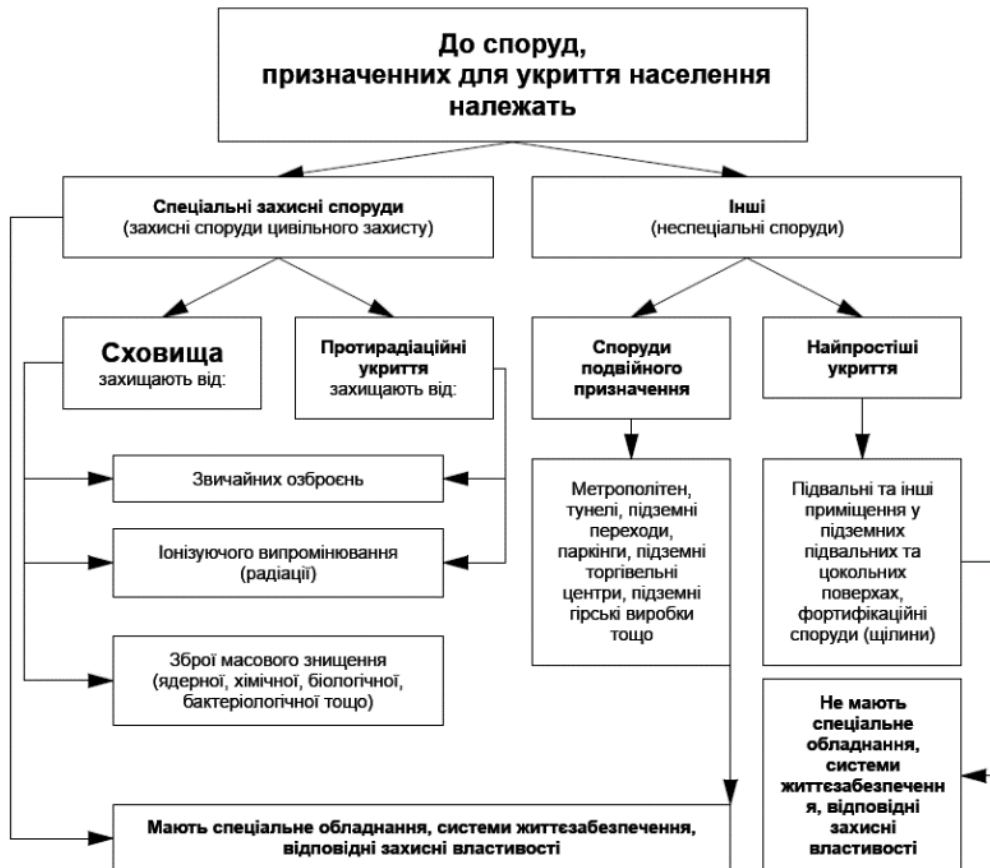 До споруд,
призначенних для укриття населення
належать
Спеціальні захисні споруди
(захисні споруди цивільного захисту)
Інші
(неспеціальні споруди)
Сховища
захищають від:
Протирадіаційні
укриття
захищають від:
Споруди
подвійного
призначення
Найпростіші
укриття
Звичайних озброєнь
Іонізуючого випромінювання
(радіації)
Зброї масового знищення
(ядерної, хімічної, біологічної,
бактеріологічної тощо)
Метрополітен,
тунелі, підземні
переходи,
паркінги, підземні
торгівельні
центри, підземні
гірські виробки
тощо
Підвальні та інші
приміщення у
підземних
підвальних та
цокольних
поверхах,
фортифікаційні
споруди (щілини)
Не мають
спеціальне
обладнання,
системи
життєзабезпеченн
я, відповідні
захисні
властивості
Мають спеціальне обладнання, системи життєзабезпечення,
відповідні захисні властивості